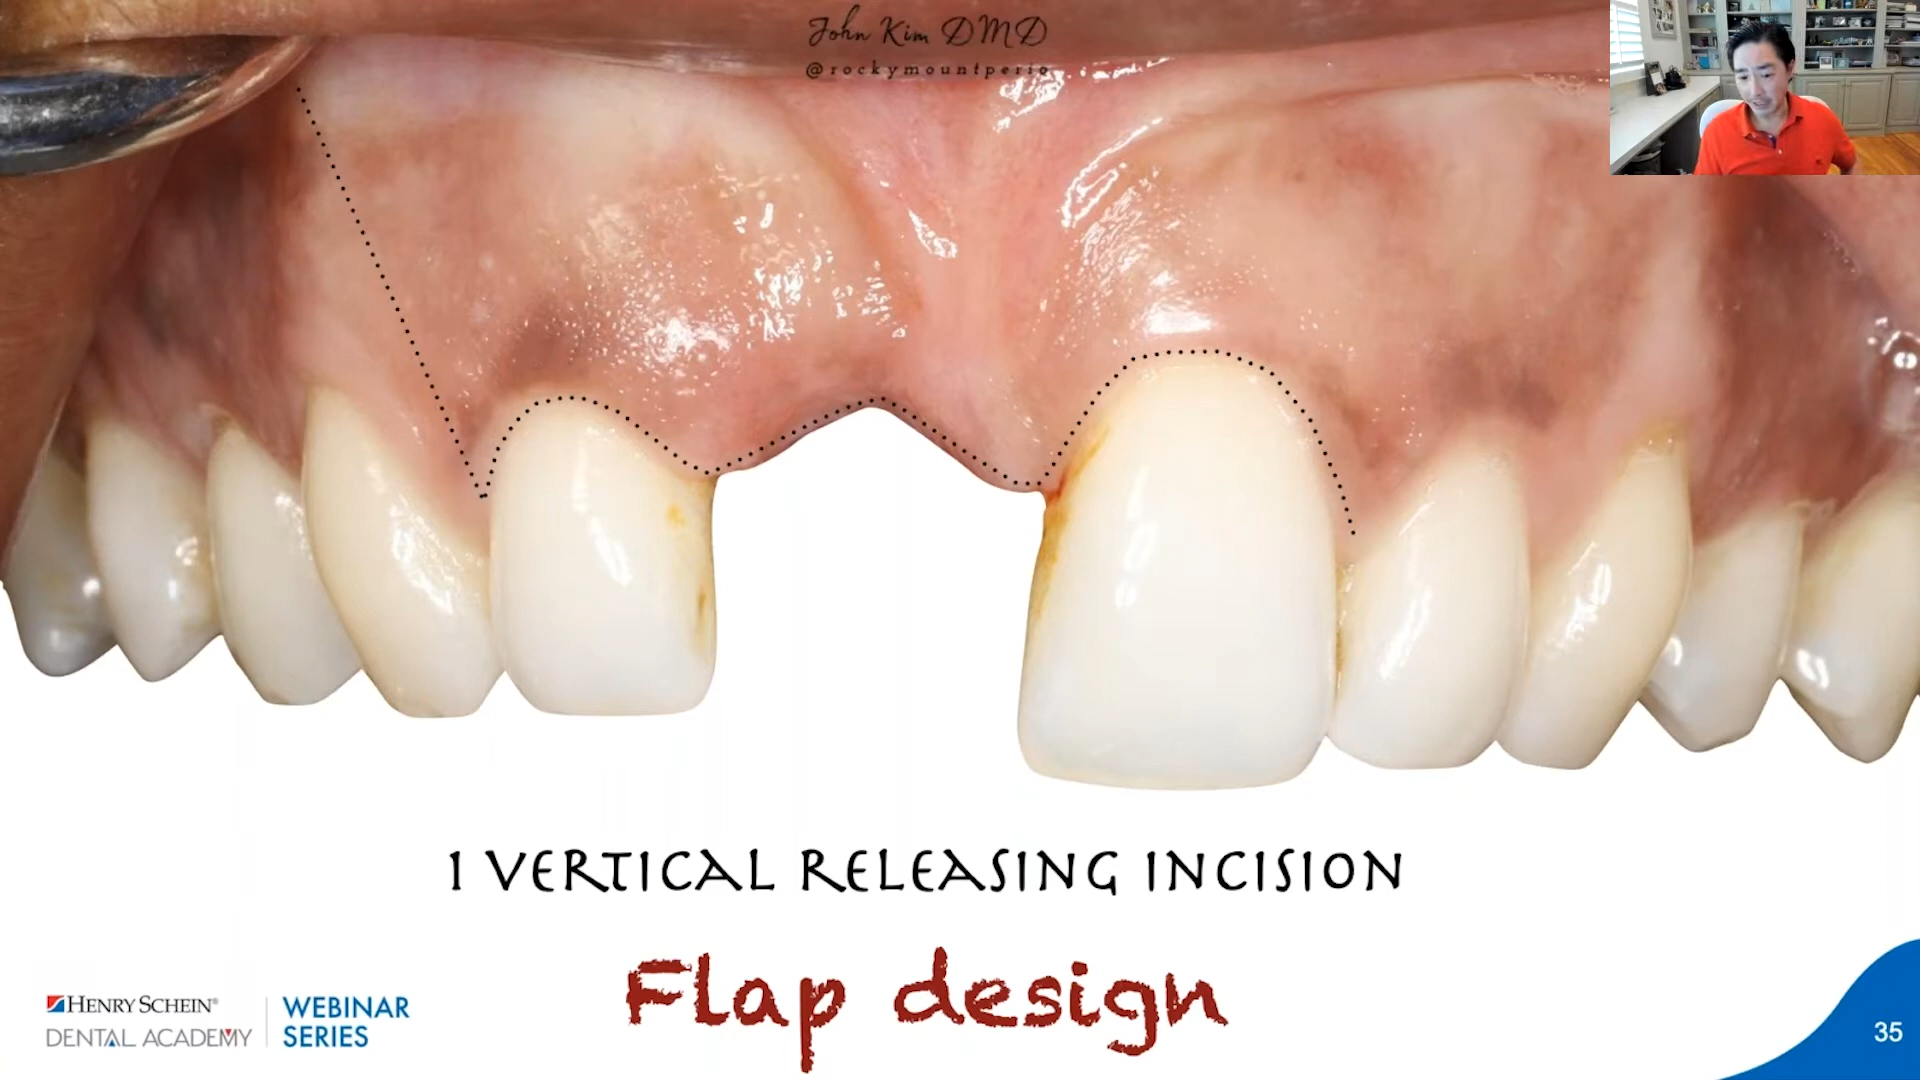 John Kim DMD
@rockymountperio
1 VERTICAL RELEASING INCISION
Flap design
HENRY SCHEIN®
DENTAL ACADEMY
WEBINAR
SERIES
35